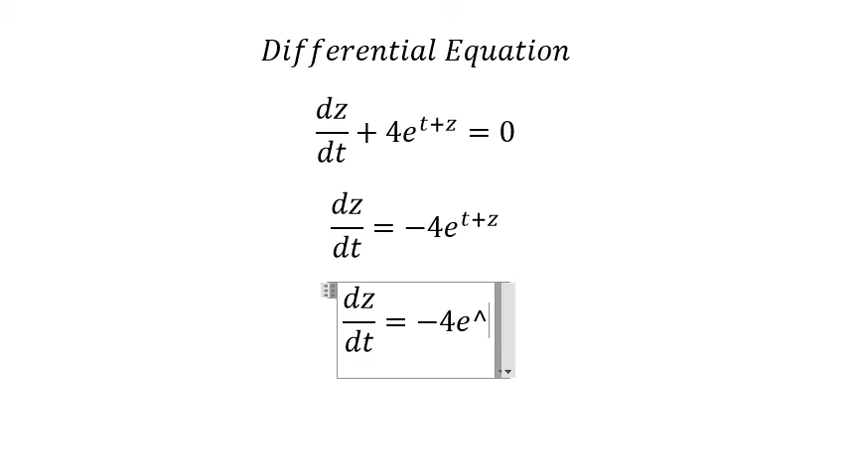 Differential Equation
dz/dt + 4e^{t+z} = 0
dz/dt = −4e^{t+z}
dz/dt = −4e^